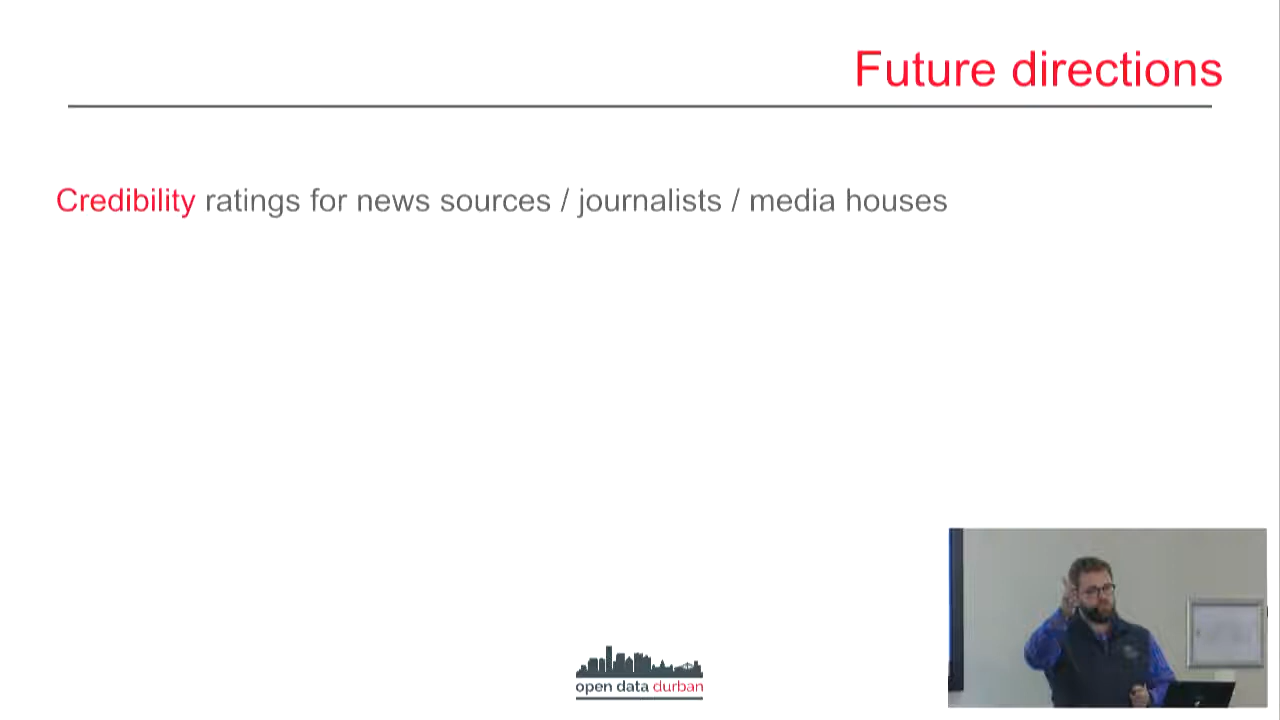 Future directions
Credibility ratings for news sources / journalists / media houses
open data durban